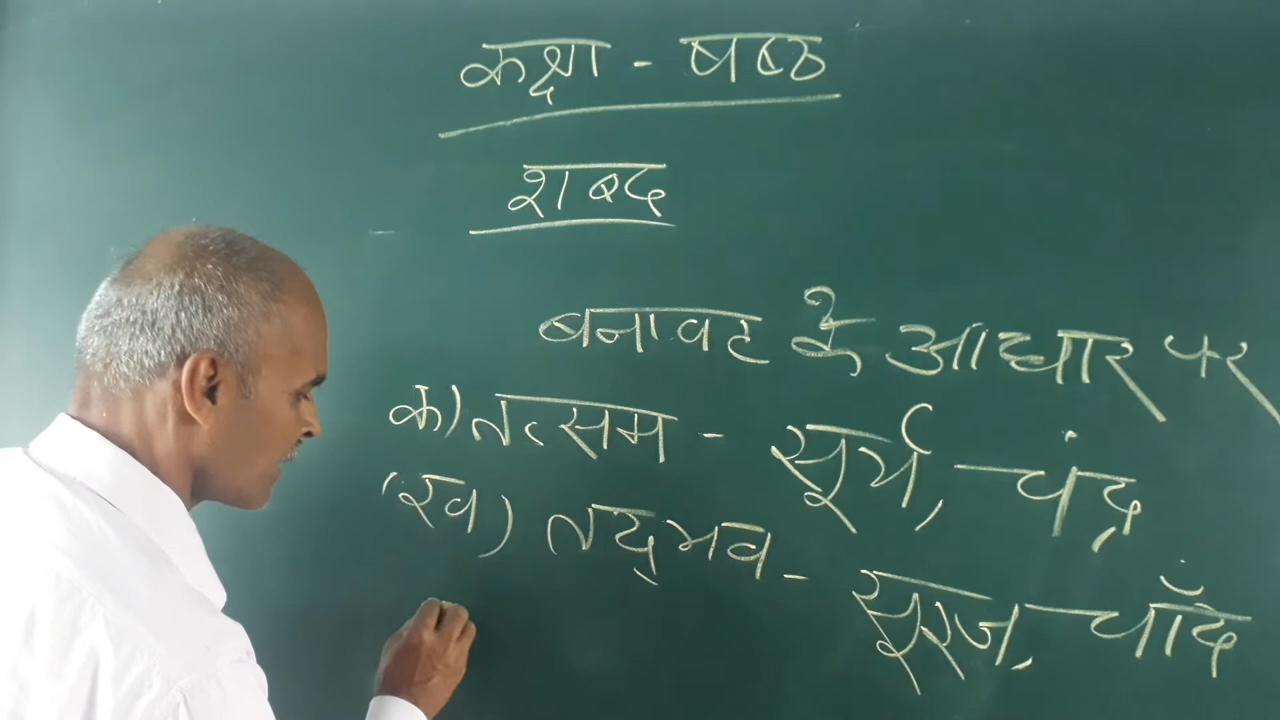 कक्षा - षष्ठ
शब्द
बनावट के आधार पर
क) तत्सम - सूर्य, चंद्र
(ख) तद्भव - सूरज, चाँद